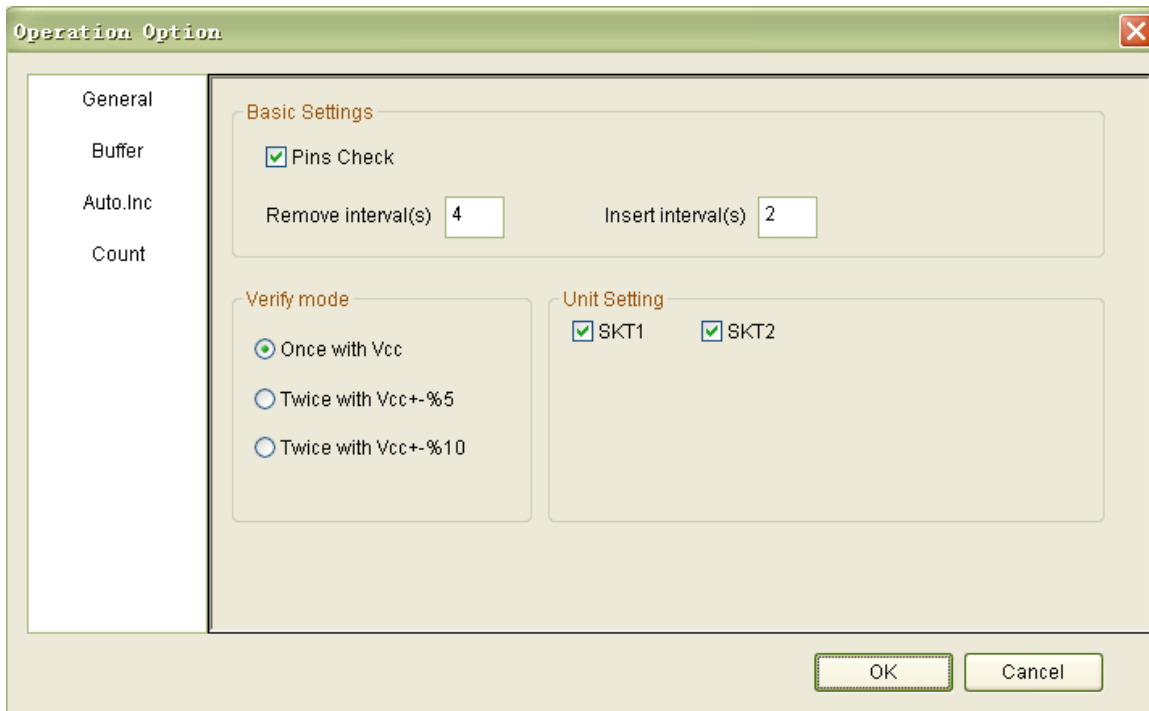 Operation Option
General
Buffer
Auto.Inc
Count
Basic Settings
Pins Check
Remove interval(s) 4 Insert interval(s) 2
Verify mode
Once with Vcc
Twice with Vcc+-%5
Twice with Vcc+-%10
Unit Setting
SKT1 SKT2
OK Cancel